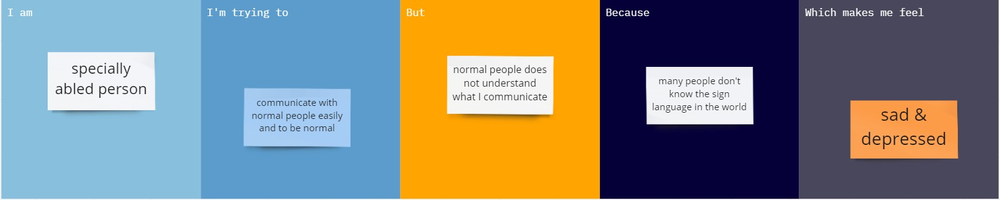 I am
specially
abled person
I'm trying to
communicate with
normal people easily
and to be normal
But
normal people does
not understand
what I communicate
Because
many people don't
know the sign
language in the world
Which makes me feel
sad &
depressed